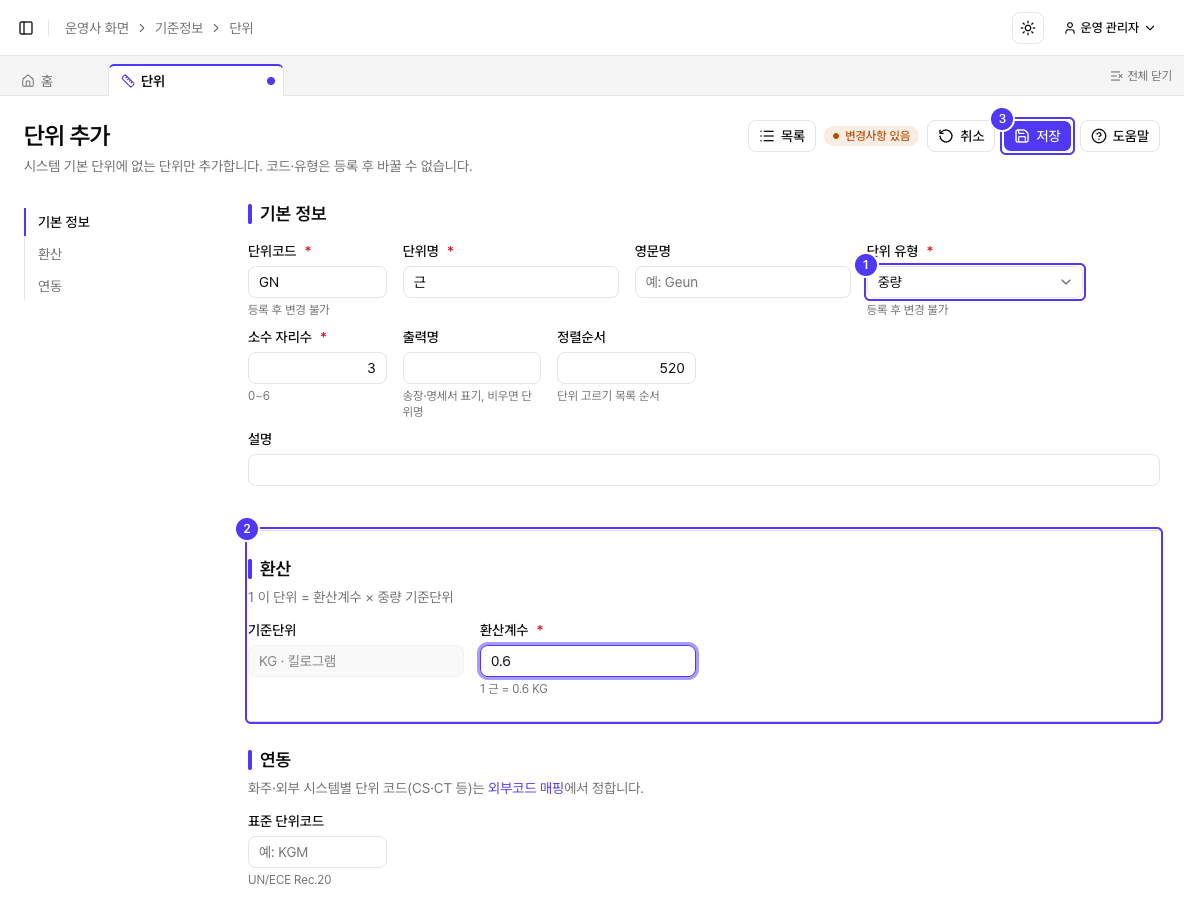 운영사 화면 > 기준정보 > 단위
운영 관리자
홈
단위
전체 닫기
단위 추가
시스템 기본 단위에 없는 단위만 추가합니다. 코드·유형은 등록 후 바꿀 수 없습니다.
목록
변경사항 있음
취소
3
저장
도움말
기본 정보
환산
연동
기본 정보
단위코드 *
단위명 *
영문명
단위 유형 *
GN
근
예: Geun
1
중량
등록 후 변경 불가
등록 후 변경 불가
소수 자리수 *
출력명
정렬순서
3
520
0~6
송장·명세서 표기, 비우면 단
위명
단위 고르기 목록 순서
설명
2
환산
1 이 단위 = 환산계수 × 중량 기준단위
기준단위
환산계수 *
KG · 킬로그램
0.6
1 근 = 0.6 KG
연동
화주·외부 시스템별 단위 코드(CS·CT 등)는 외부코드 매핑에서 정합니다.
표준 단위코드
예: KGM
UN/ECE Rec.20